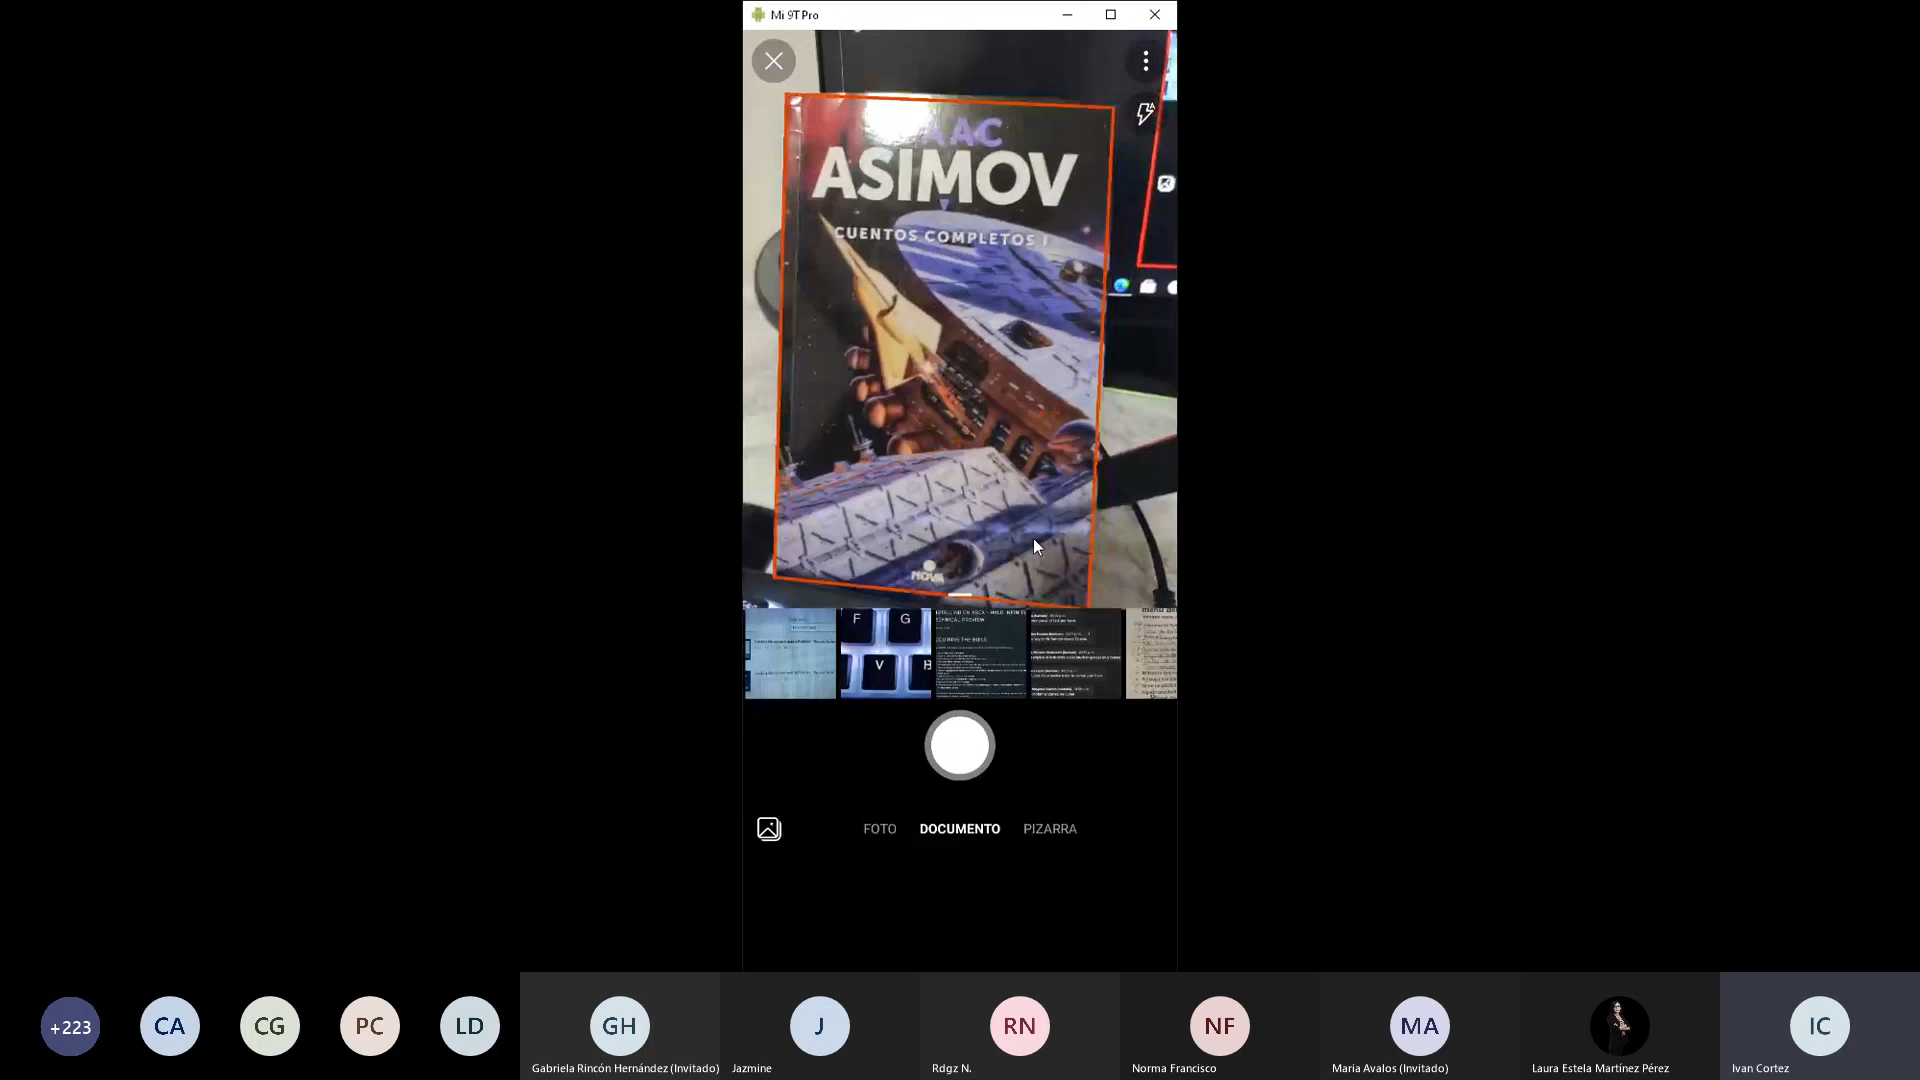 Mi 9T Pro
AAC
ASIMOV
CUENTOS COMPLETOS I
NOVA
F G
V B
TECHNICAL PREVIEW
FOTO DOCUMENTO PIZARRA
+223 CA CG PC LD GH J RN NF MA IC
Gabriela Rincón Hernández (Invitado) Jazmine Rdgz N. Norma Francisco Maria Avalos (Invitado) Laura Estela Martínez Pérez Ivan Cortez